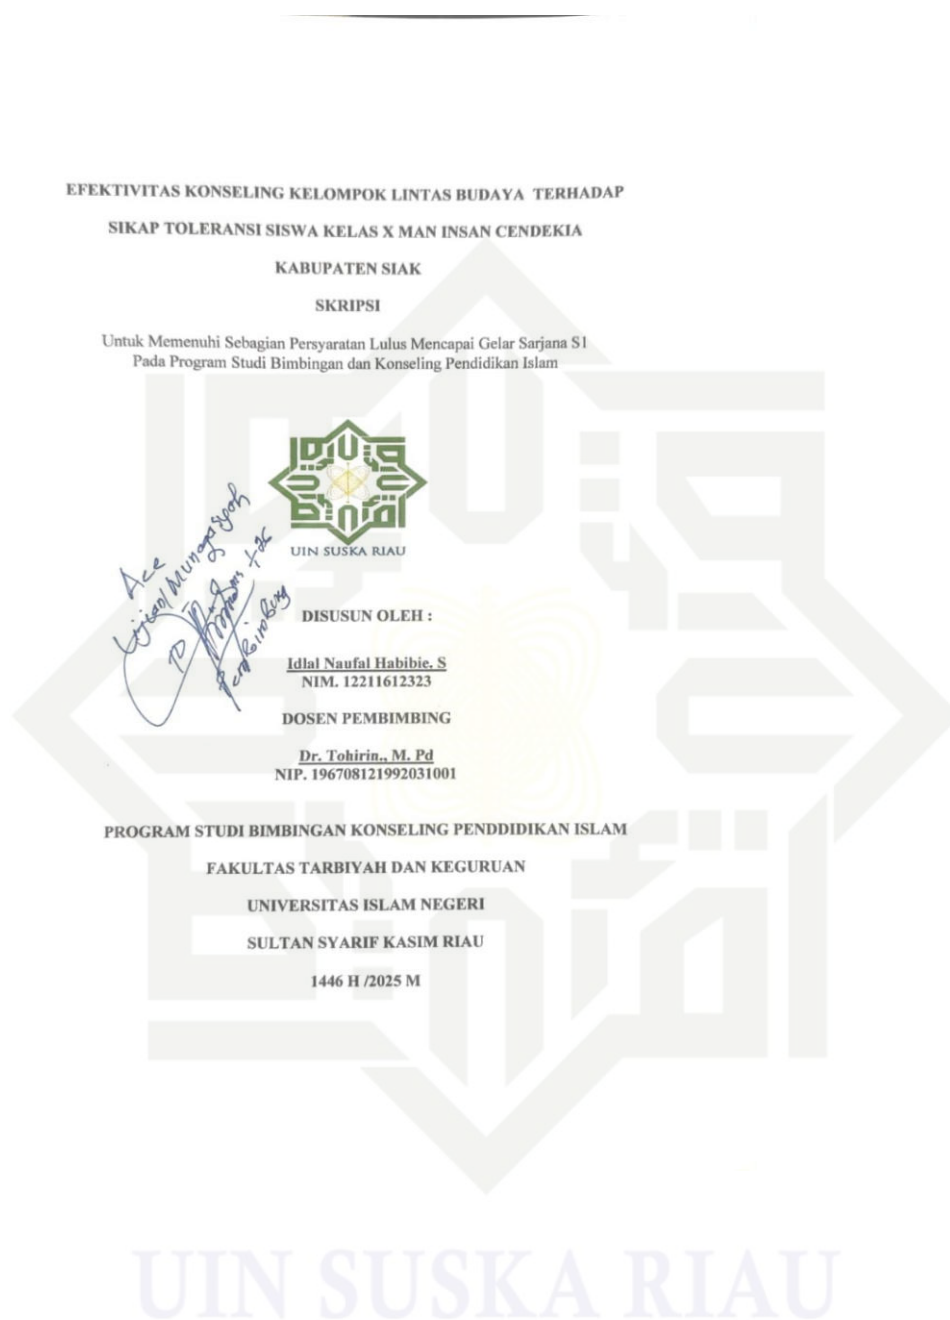 EFEKTIVITAS KONSELING KELOMPOK LINTAS BUDAYA TERHADAP
SIKAP TOLERANSI SISWA KELAS X MAN INSAN CENDEKIA
KABUPATEN SIAK
SKRIPSI
Untuk Memenuhi Sebagian Persyaratan Lulus Mencapai Gelar Sarjana S1
Pada Program Studi Bimbingan dan Konseling Pendidikan Islam
UIN SUSKA RIAU
Acc
Ujian/Munaqasyah
Pembimbing
DISUSUN OLEH :
Idlal Naufal Habibie. S
NIM. 12211612323
DOSEN PEMBIMBING
Dr. Tohirin., M. Pd
NIP. 196708121992031001
PROGRAM STUDI BIMBINGAN KONSELING PENDDIDIKAN ISLAM
FAKULTAS TARBIYAH DAN KEGURUAN
UNIVERSITAS ISLAM NEGERI
SULTAN SYARIF KASIM RIAU
1446 H /2025 M
UIN SUSKA RIAU